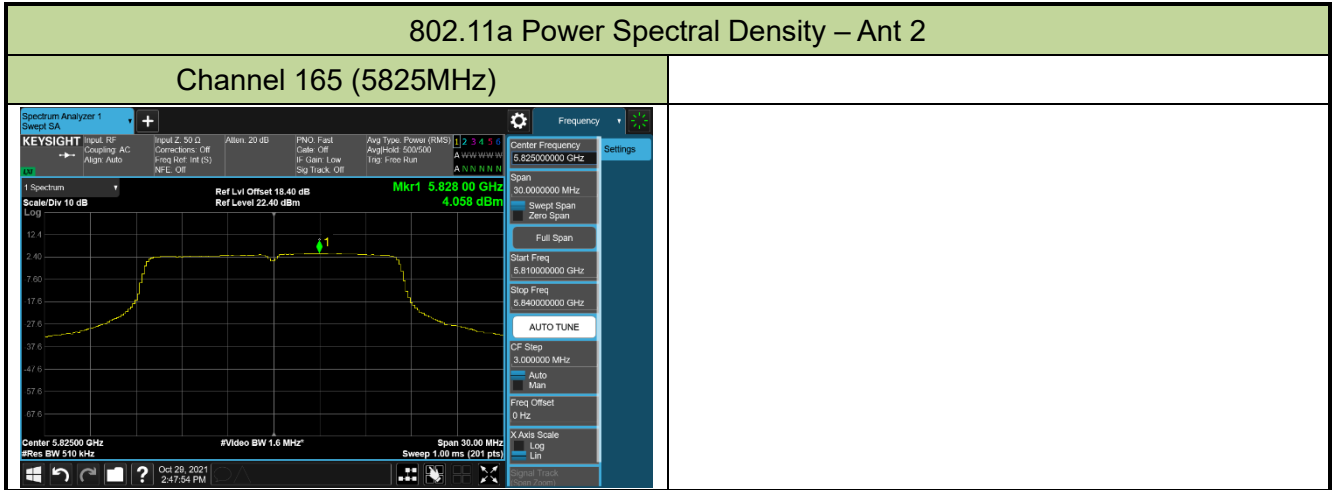 802.11a Power Spectral Density – Ant 2
Channel 165 (5825MHz)
Spectrum Analyzer 1
Swept SA
+
Frequency
KEYSIGHT
Input: RF
Coupling: AC
Align: Auto
Input Z: 50 Ω
Corrections: Off
Freq Ref: Int (S)
NFE: Off
Atten: 20 dB
PNO: Fast
Gate: Off
IF Gain: Low
Sig Track: Off
Avg Type: Power (RMS)
Avg|Hold: 500/500
Trig: Free Run
1 2 3 4 5 6
A W W W W W
A N N N N N
Settings
1 Spectrum
Scale/Div 10 dB
Log
Ref Lvl Offset 18.40 dB
Ref Level 22.40 dBm
Mkr1 5.828 00 GHz
4.058 dBm
1
12.4
2.40
-7.60
-17.6
-27.6
-37.6
-47.6
-57.6
-67.6
Center 5.82500 GHz
#Res BW 510 kHz
#Video BW 1.6 MHz*
Span 30.00 MHz
Sweep 1.00 ms (201 pts)
Center Frequency
5.825000000 GHz
Span
30.0000000 MHz
Swept Span
Zero Span
Full Span
Start Freq
5.810000000 GHz
Stop Freq
5.840000000 GHz
AUTO TUNE
CF Step
3.000000 MHz
Auto
Man
Freq Offset
0 Hz
X Axis Scale
Log
Lin
Signal Track
(Span Zoom)
?
Oct 29, 2021
2:47:54 PM